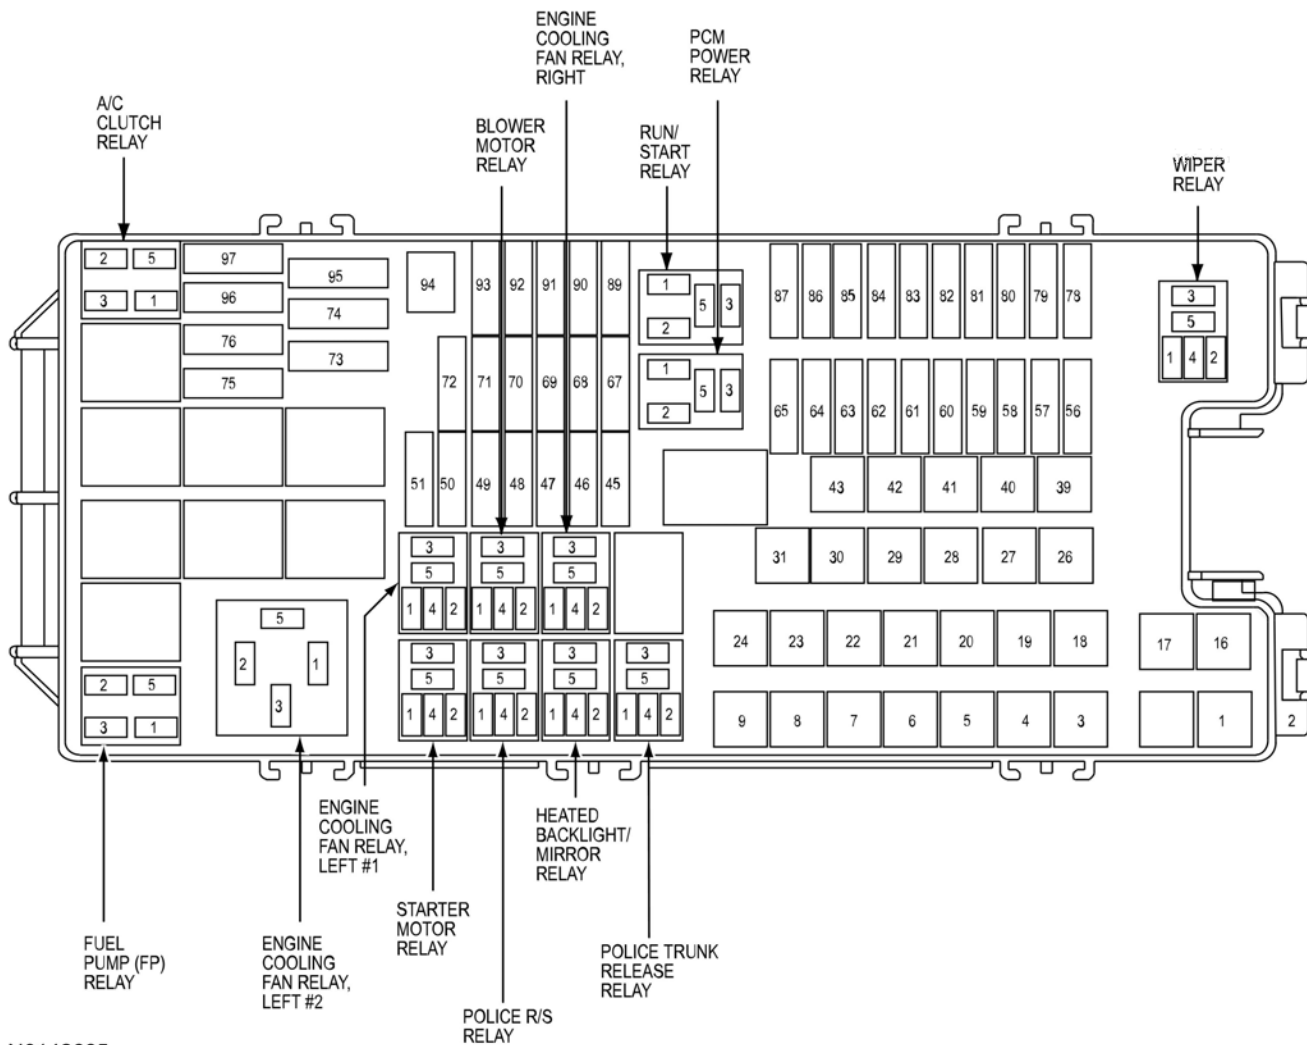 ENGINE
COOLING
FAN RELAY,
RIGHT
PCM
POWER
RELAY
A/C
CLUTCH
RELAY
BLOWER
MOTOR
RELAY
RUN/
START
RELAY
WIPER
RELAY
2 5
3 1
97
96
76
75
95
74
73
94
93 92 91 90 89
72 71 70 69 68 67
51 50 49 48 47 46 45
1
2
5 3
1
2
5 3
87 86 85 84 83 82 81 80 79 78
65 64 63 62 61 60 59 58 57 56
3
5
1 4 2
43 42 41 40 39
31 30 29 28 27 26
3
5
1 4 2
3
5
1 4 2
3
5
1 4 2
5
2 1
3
24 23 22 21 20 19 18 17 16
2 5
3 1
3
5
1 4 2
3
5
1 4 2
3
5
1 4 2
3
5
1 4 2
9 8 7 6 5 4 3 1 2
ENGINE
COOLING
FAN RELAY,
LEFT #1
HEATED
BACKLIGHT/
MIRROR
RELAY
STARTER
MOTOR
RELAY
FUEL
PUMP (FP)
RELAY
ENGINE
COOLING
FAN RELAY,
LEFT #2
POLICE TRUNK
RELEASE
RELAY
POLICE R/S
RELAY